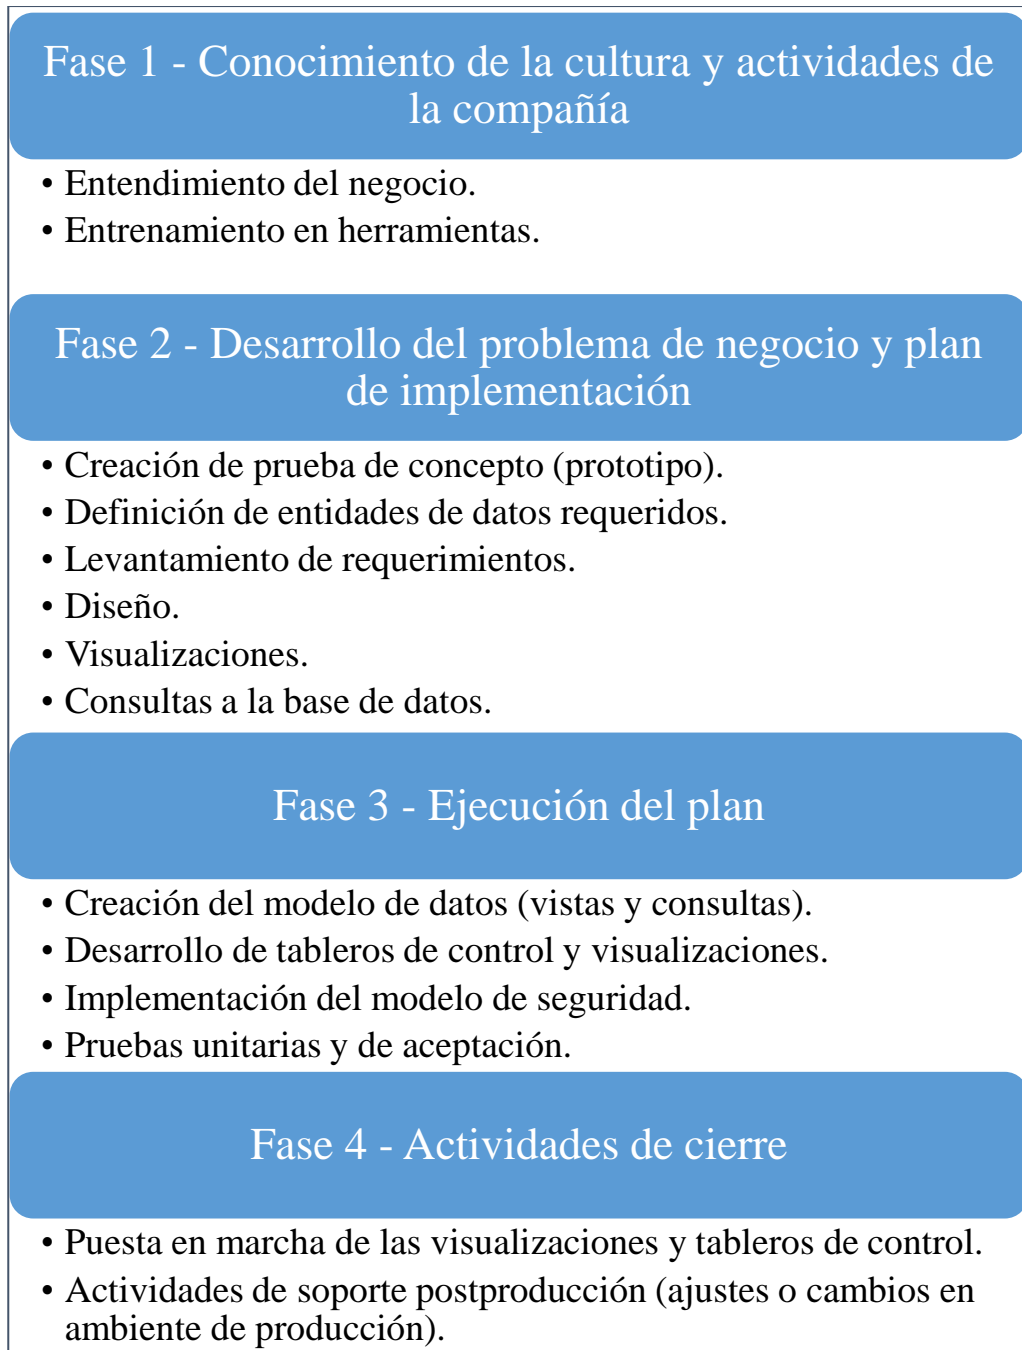 Fase 1 - Conocimiento de la cultura y actividades de
la compañía
• Entendimiento del negocio.
• Entrenamiento en herramientas.
Fase 2 - Desarrollo del problema de negocio y plan
de implementación
• Creación de prueba de concepto (prototipo).
• Definición de entidades de datos requeridos.
• Levantamiento de requerimientos.
• Diseño.
• Visualizaciones.
• Consultas a la base de datos.
Fase 3 - Ejecución del plan
• Creación del modelo de datos (vistas y consultas).
• Desarrollo de tableros de control y visualizaciones.
• Implementación del modelo de seguridad.
• Pruebas unitarias y de aceptación.
Fase 4 - Actividades de cierre
• Puesta en marcha de las visualizaciones y tableros de control.
• Actividades de soporte postproducción (ajustes o cambios en
ambiente de producción).